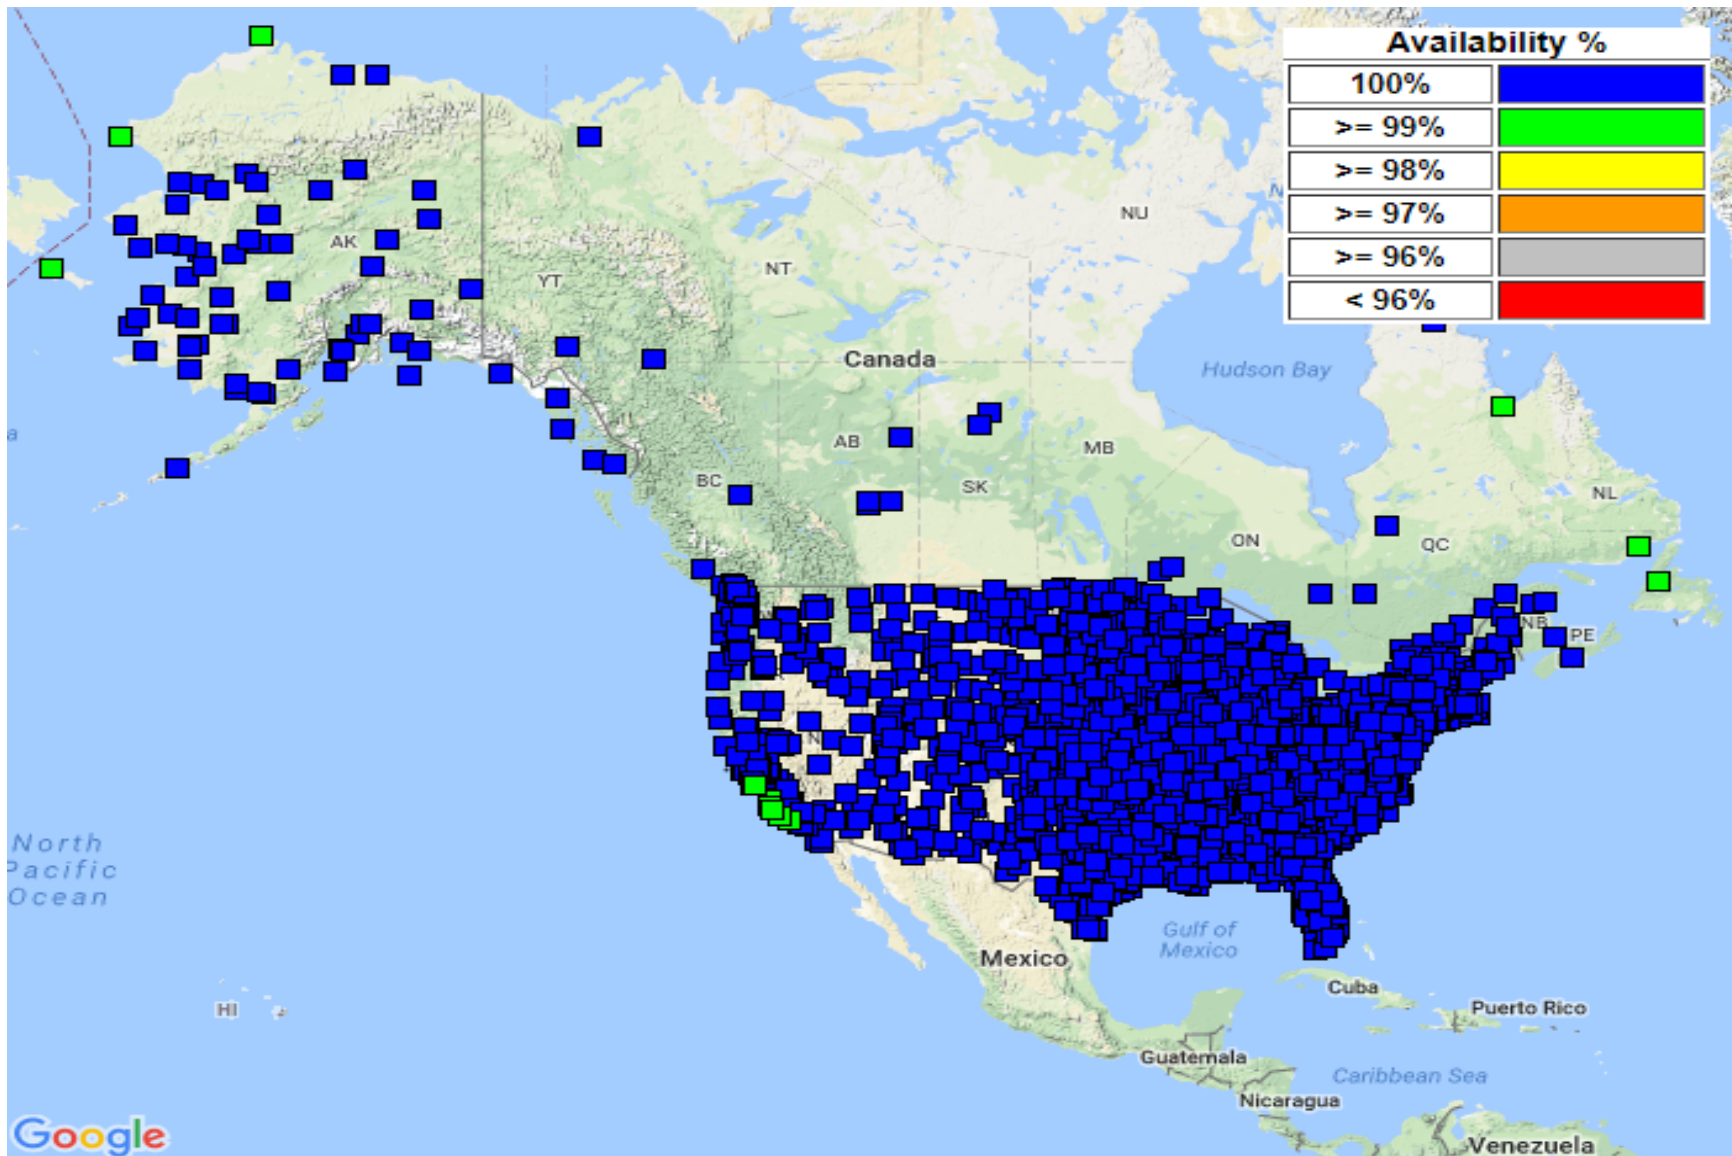 Availability %
100%
>= 99%
>= 98%
>= 97%
>= 96%
< 96%
NU
AK
YT
NT
Canada
Hudson Bay
AB
MB
BC
SK
NL
ON
QC
NB
PE
North
Pacific
Ocean
Gulf of
Mexico
Mexico
Cuba
HI
Puerto Rico
Guatemala
Caribbean Sea
Nicaragua
Google
Venezuela